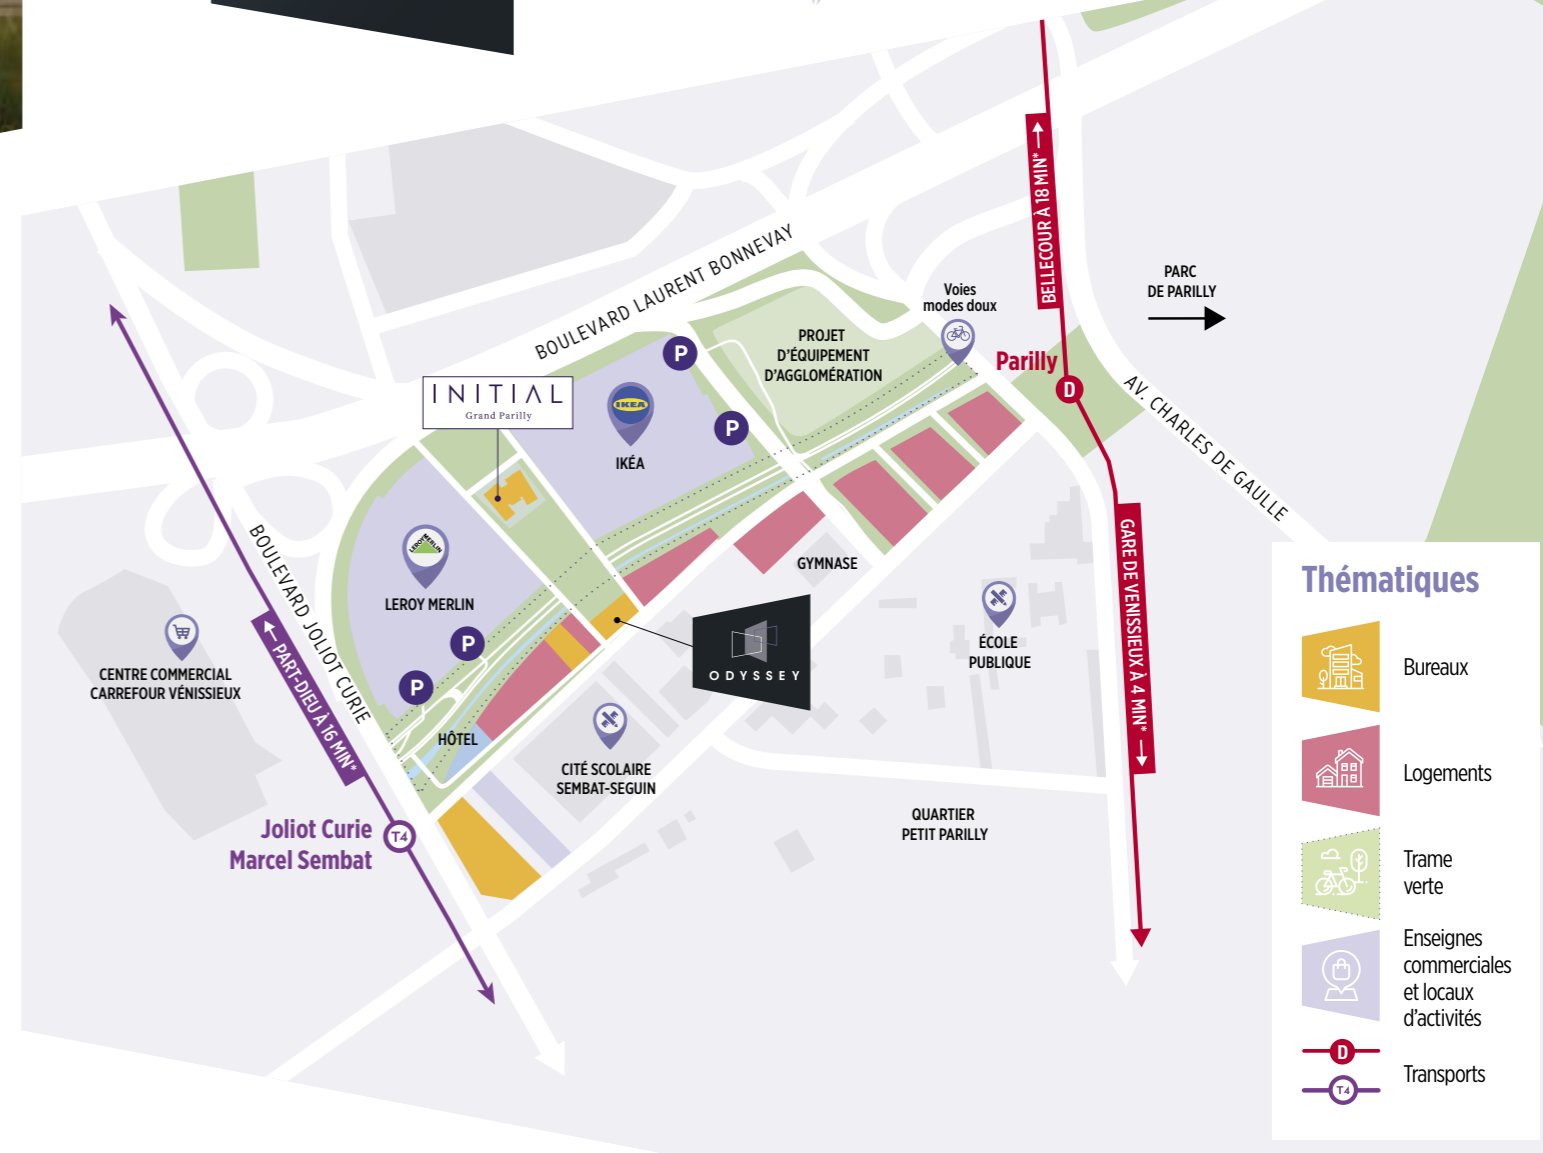 BOULEVARD LAURENT BONNEVAY
BELLECOUR À 18 MIN*
PARC
DE PARILLY
Voies
modes doux
PROJET
D'ÉQUIPEMENT
D'AGGLOMÉRATION
Parilly
D
AV. CHARLES DE GAULLE
INITIAL
Grand Parilly
P
IKEA
P
IKÉA
LEROY MERLIN
LEROY MERLIN
BOULEVARD JOLIOT CURIE
GYMNASE
GARE DE VENISSIEUX À 4 MIN*
CENTRE COMMERCIAL
CARREFOUR VÉNISSIEUX
PART-DIEU À 16 MIN*
P
P
ODYSSEY
ÉCOLE
PUBLIQUE
HÔTEL
CITÉ SCOLAIRE
SEMBAT-SEGUIN
QUARTIER
PETIT PARILLY
Joliot Curie
Marcel Sembat
T4
Thématiques
Bureaux
Logements
Trame
verte
Enseignes
commerciales
et locaux
d'activités
D
T4
Transports